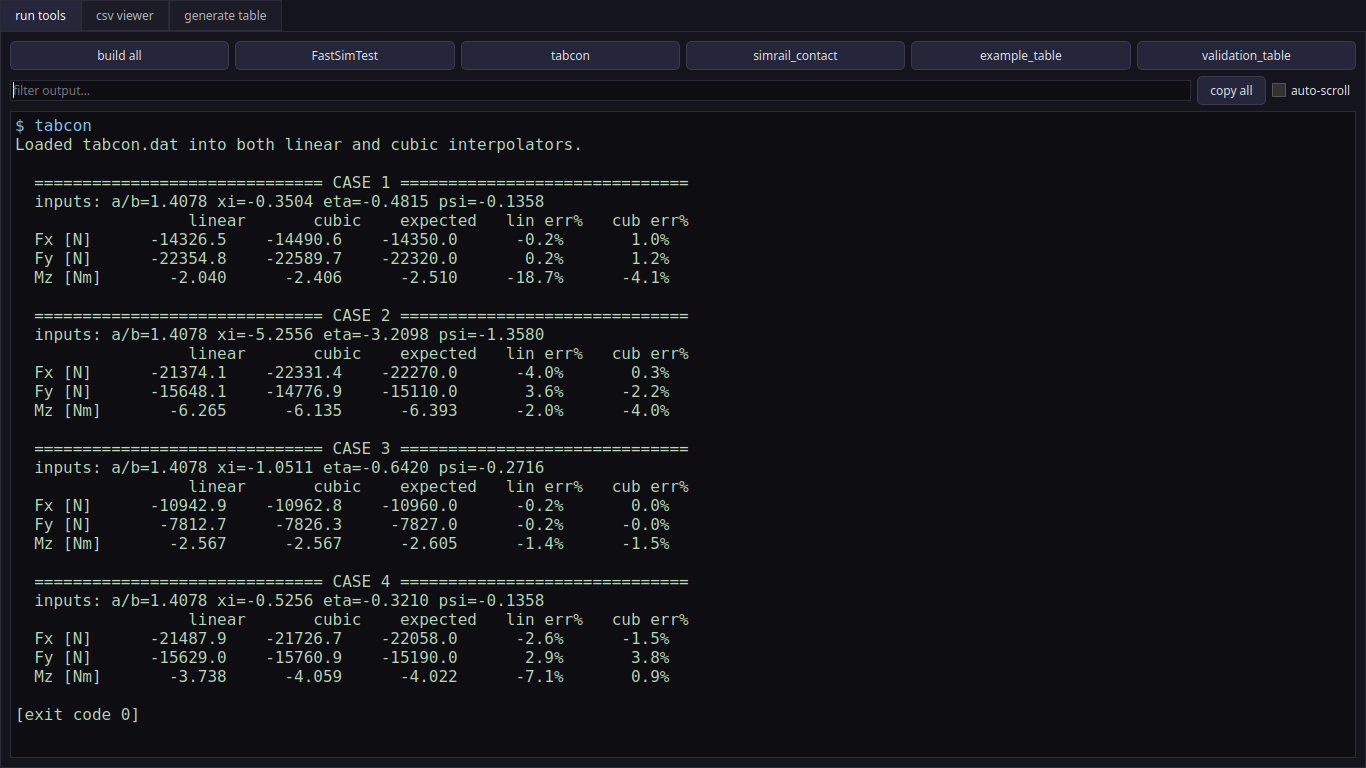 run tools csv viewer generate table
build all FastSimTest tabcon simrail_contact example_table validation_table
filter output... copy all auto-scroll
$ tabcon
Loaded tabcon.dat into both linear and cubic interpolators.
============================== CASE 1 ==============================
inputs: a/b=1.4078 xi=-0.3504 eta=-0.4815 psi=-0.1358
linear cubic expected lin err% cub err%
Fx [N] -14326.5 -14490.6 -14350.0 -0.2% 1.0%
Fy [N] -22354.8 -22589.7 -22320.0 0.2% 1.2%
Mz [Nm] -2.040 -2.406 -2.510 -18.7% -4.1%
============================== CASE 2 ==============================
inputs: a/b=1.4078 xi=-5.2556 eta=-3.2098 psi=-1.3580
linear cubic expected lin err% cub err%
Fx [N] -21374.1 -22331.4 -22270.0 -4.0% 0.3%
Fy [N] -15648.1 -14776.9 -15110.0 3.6% -2.2%
Mz [Nm] -6.265 -6.135 -6.393 -2.0% -4.0%
============================== CASE 3 ==============================
inputs: a/b=1.4078 xi=-1.0511 eta=-0.6420 psi=-0.2716
linear cubic expected lin err% cub err%
Fx [N] -10942.9 -10962.8 -10960.0 -0.2% 0.0%
Fy [N] -7812.7 -7826.3 -7827.0 -0.2% -0.0%
Mz [Nm] -2.567 -2.567 -2.605 -1.4% -1.5%
============================== CASE 4 ==============================
inputs: a/b=1.4078 xi=-0.5256 eta=-0.3210 psi=-0.1358
linear cubic expected lin err% cub err%
Fx [N] -21487.9 -21726.7 -22058.0 -2.6% -1.5%
Fy [N] -15629.0 -15760.9 -15190.0 2.9% 3.8%
Mz [Nm] -3.738 -4.059 -4.022 -7.1% 0.9%
[exit code 0]